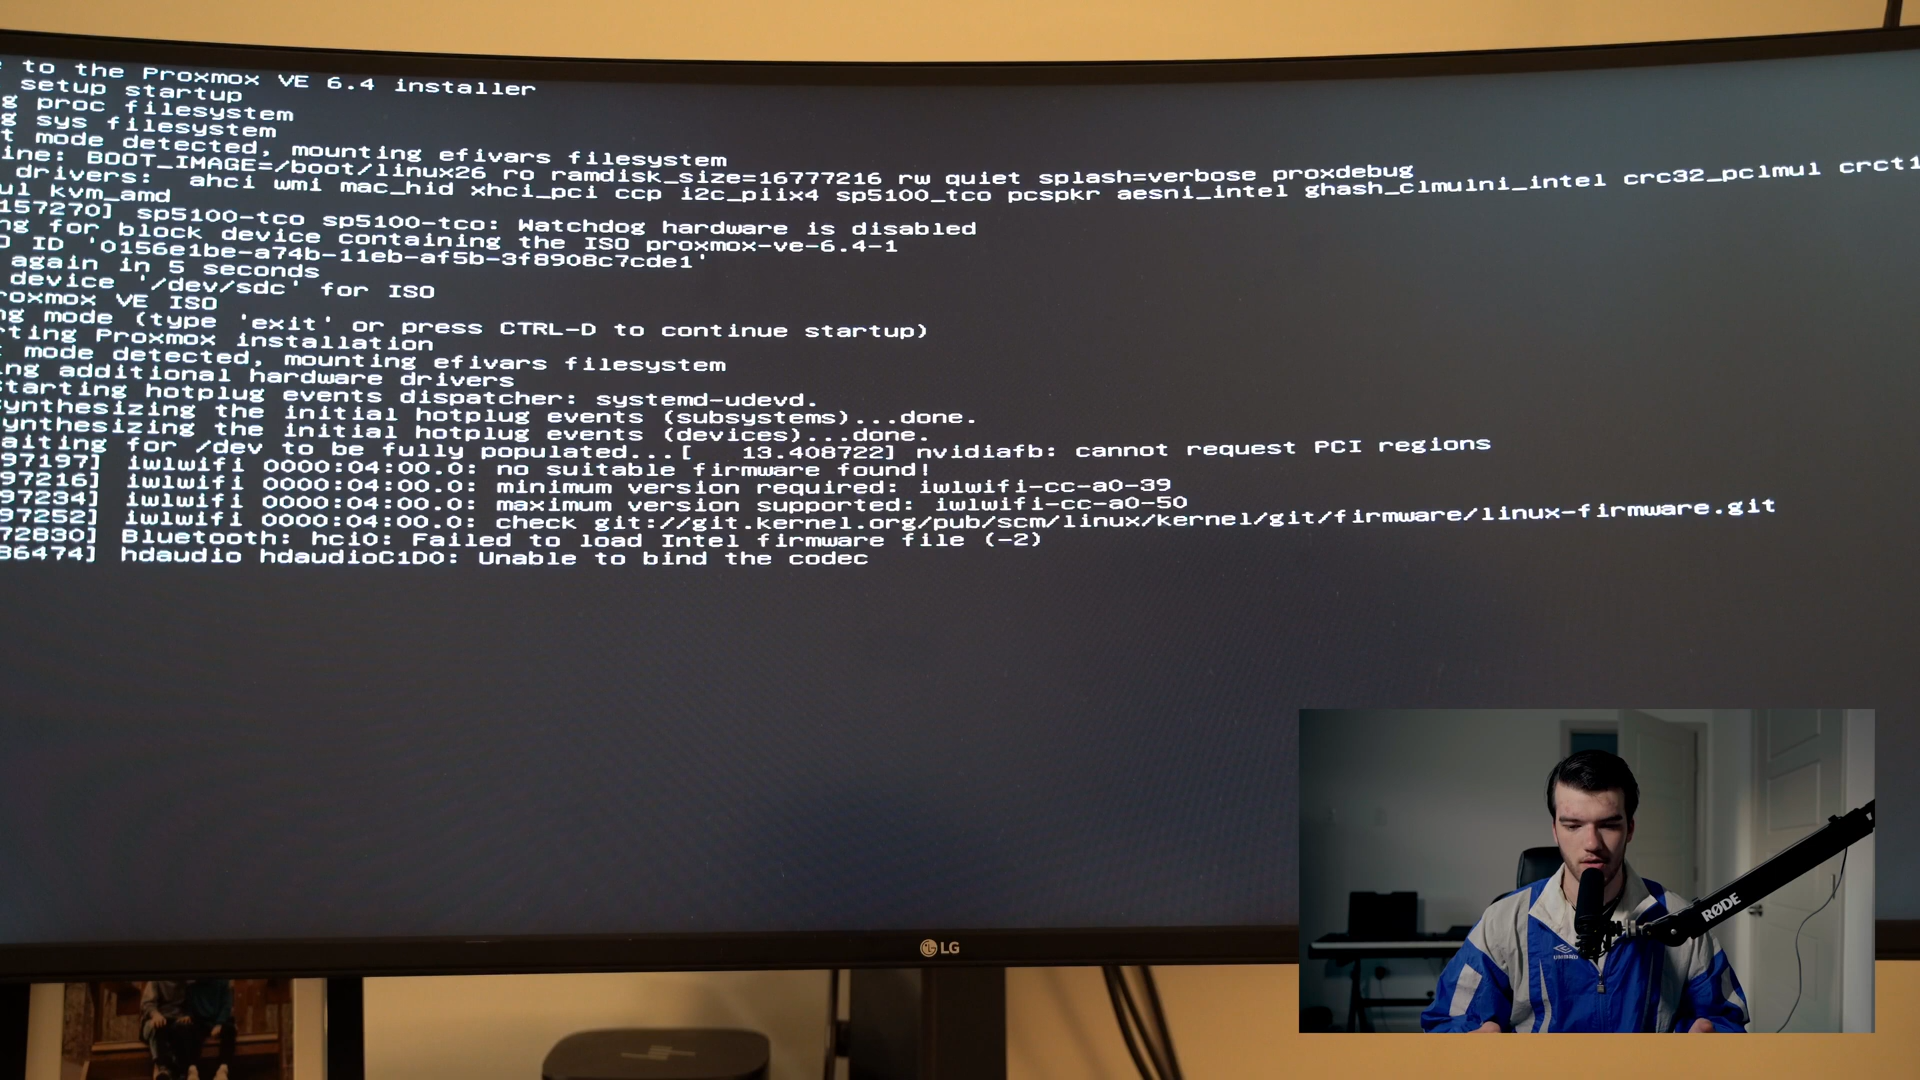 to the Proxmox VE 6.4 installer
setup startup
g proc filesystem
g sys filesystem
t mode detected, mounting efivars filesystem
ine: BOOT_IMAGE=/boot/linux26 ro ramdisk_size=16777216 rw quiet splash=verbose proxdebug
drivers: ahci wmi mac_hid xhci_pci ccp i2c_piix4 sp5100_tco pcspkr aesni_intel ghash_clmulni_intel crc32_pclmul crct1
ul kvm_amd
157270] sp5100-tco sp5100-tco: Watchdog hardware is disabled
ng for block device containing the ISO proxmox-ve-6.4-1
O ID '0156e1be-a74b-11eb-af5b-3f8908c7cde1'
again in 5 seconds
device '/dev/sdc' for ISO
roxmox VE ISO
ng mode (type 'exit' or press CTRL-D to continue startup)
rting Proxmox installation
t mode detected, mounting efivars filesystem
ing additional hardware drivers
starting hotplug events dispatcher: systemd-udevd.
synthesizing the initial hotplug events (subsystems)...done.
synthesizing the initial hotplug events (devices)...done.
aiting for /dev to be fully populated...[ 13.408722] nvidiafb: cannot request PCI regions
97197] iwlwifi 0000:04:00.0: no suitable firmware found!
97216] iwlwifi 0000:04:00.0: minimum version required: iwlwifi-cc-a0-39
97234] iwlwifi 0000:04:00.0: maximum version supported: iwlwifi-cc-a0-50
97252] iwlwifi 0000:04:00.0: check git://git.kernel.org/pub/scm/linux/kernel/git/firmware/linux-firmware.git
72830] Bluetooth: hci0: Failed to load Intel firmware file (-2)
36474] hdaudio hdaudioC1D0: Unable to bind the codec
LG
RØDE
umbro